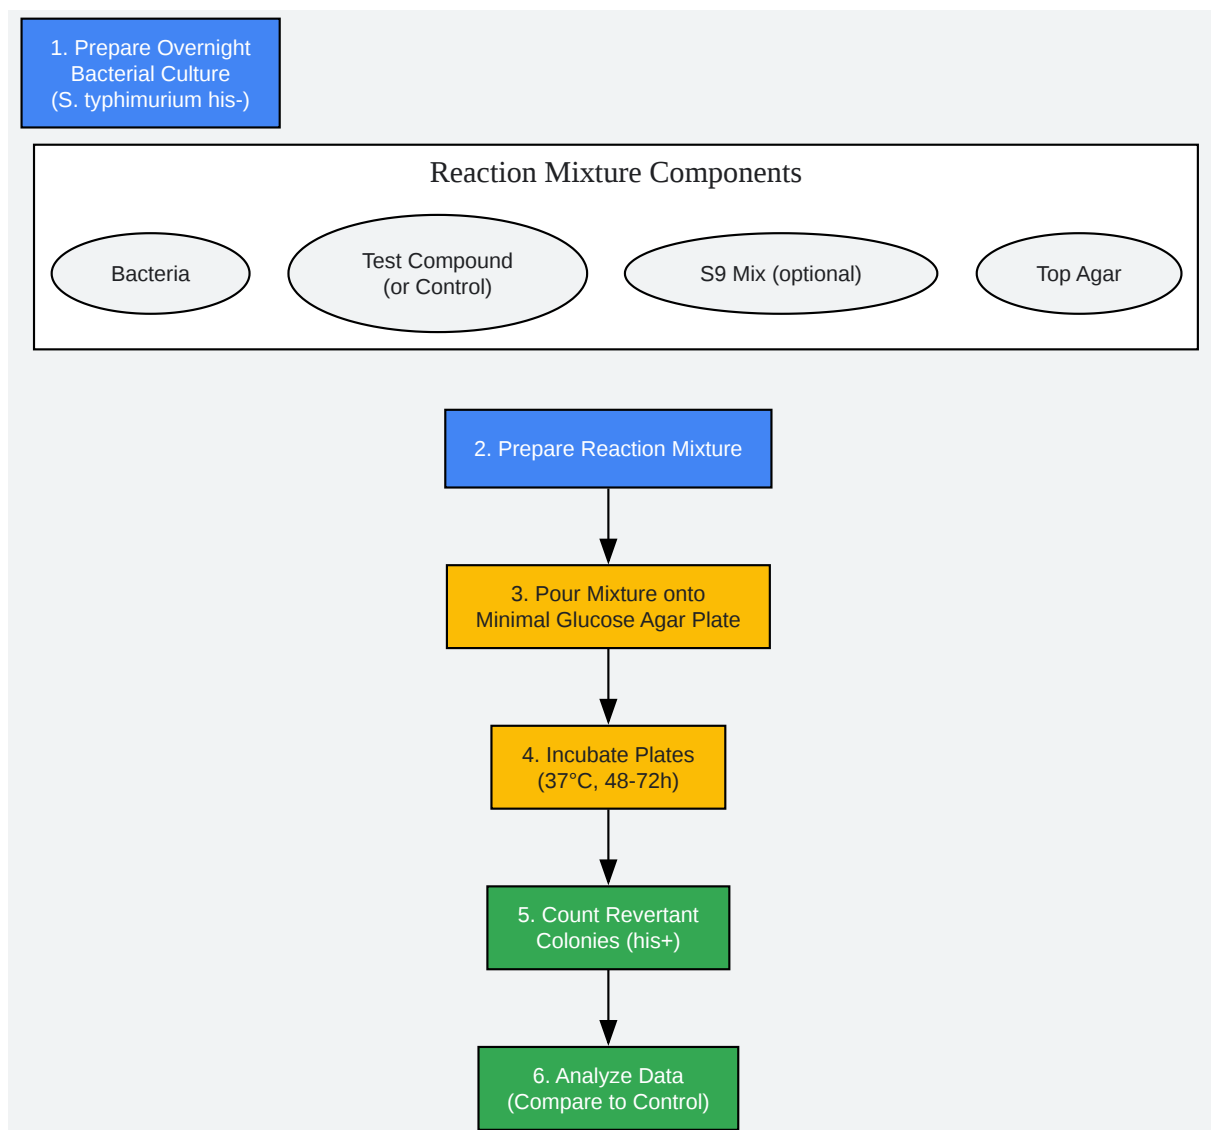 1. Prepare Overnight
Bacterial Culture
(S. typhimurium his-)
Reaction Mixture Components
Bacteria
Test Compound
(or Control)
S9 Mix (optional)
Top Agar
2. Prepare Reaction Mixture
3. Pour Mixture onto
Minimal Glucose Agar Plate
4. Incubate Plates
(37°C, 48-72h)
5. Count Revertant
Colonies (his+)
6. Analyze Data
(Compare to Control)